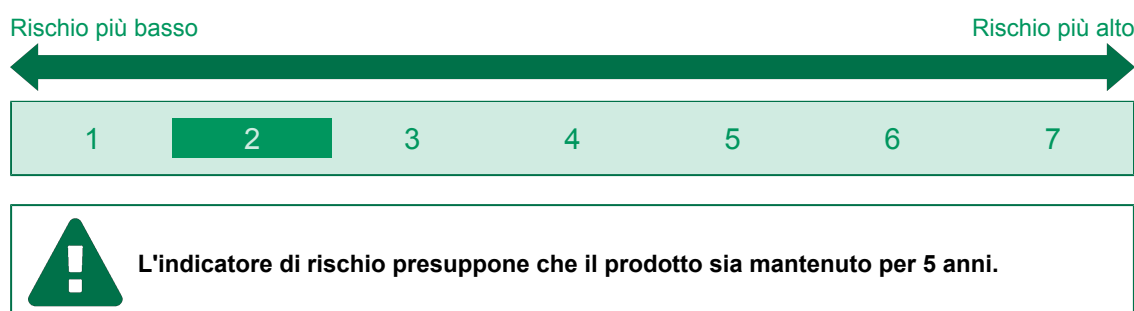 Rischio più basso Rischio più alto
1 2 3 4 5 6 7
L'indicatore di rischio presuppone che il prodotto sia mantenuto per 5 anni.